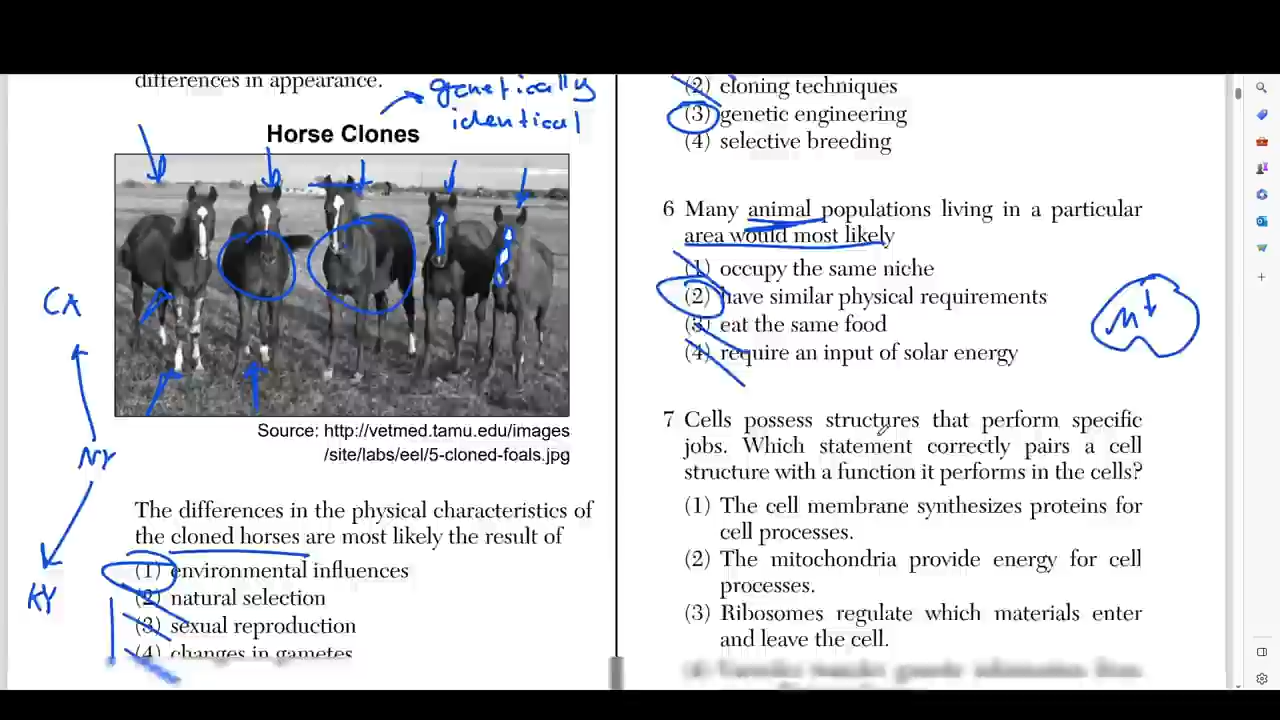 differences in appearance.
genetically
identical
Horse Clones
CA
NY
KY
Source: http://vetmed.tamu.edu/images
/site/labs/eel/5-cloned-foals.jpg
The differences in the physical characteristics of
the cloned horses are most likely the result of
(1) environmental influences
(2) natural selection
(3) sexual reproduction
(4) changes in gametes
(2) cloning techniques
(3) genetic engineering
(4) selective breeding
6 Many animal populations living in a particular
area would most likely
(1) occupy the same niche
(2) have similar physical requirements
(3) eat the same food
(4) require an input of solar energy
7 Cells possess structures that perform specific
jobs. Which statement correctly pairs a cell
structure with a function it performs in the cells?
(1) The cell membrane synthesizes proteins for
cell processes.
(2) The mitochondria provide energy for cell
processes.
(3) Ribosomes regulate which materials enter
and leave the cell.